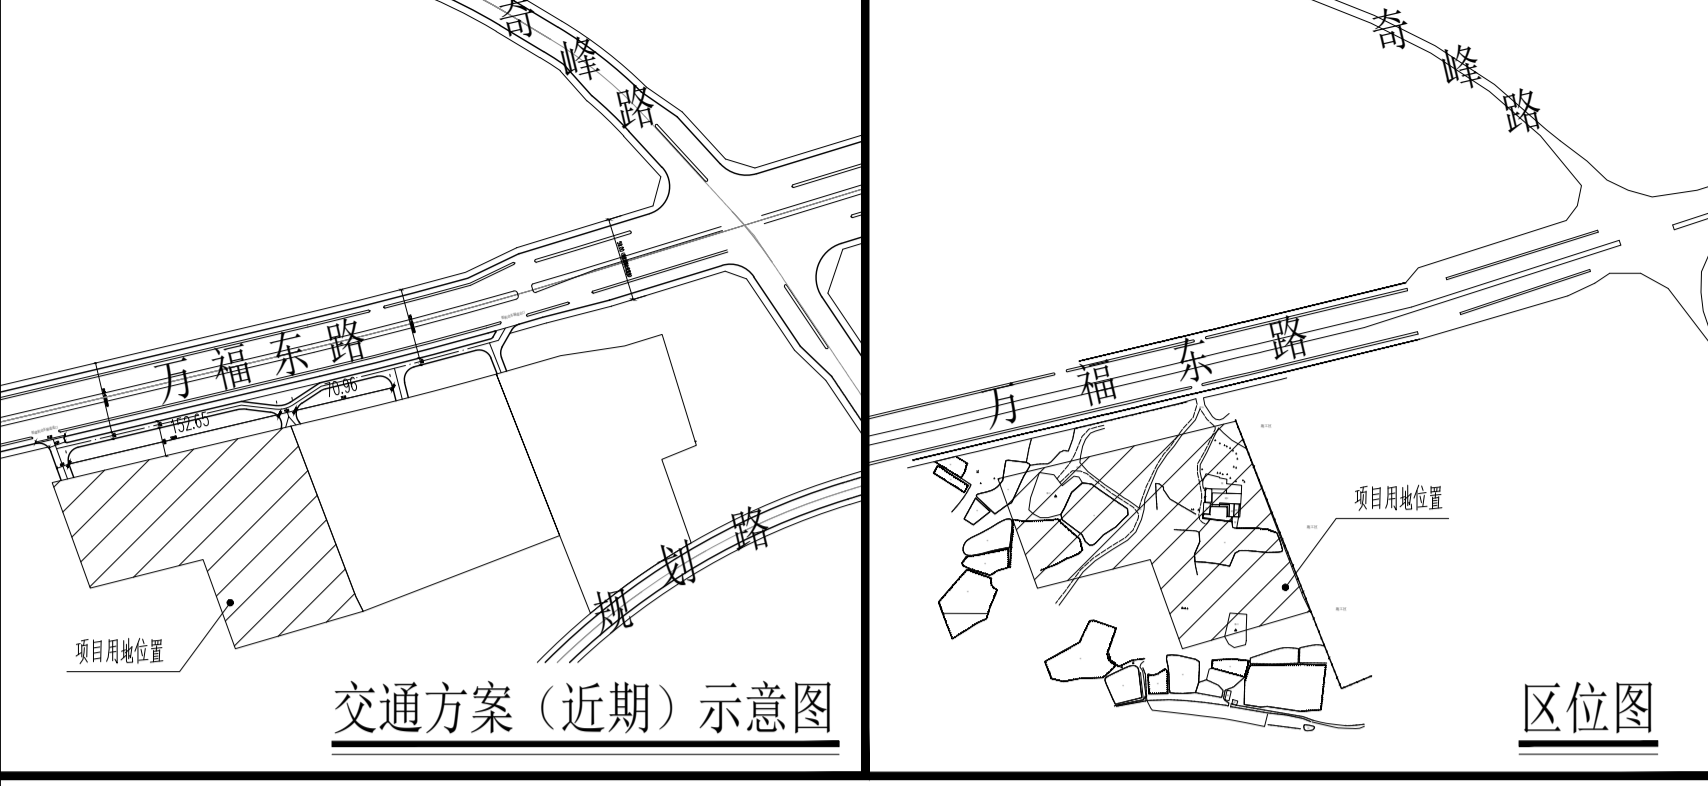 奇峰路
万福东路
152.65
70.96
规划路
项目用地位置
交通方案（近期）示意图
奇峰路
万福东路
项目用地位置
区位图